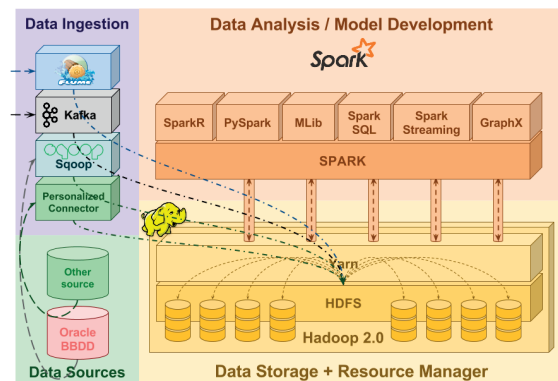 Data Ingestion
Data Analysis / Model Development
Spark
Flume
Kafka
Sqoop
Personalized
Connector
SparkR
PySpark
MLib
Spark
SQL
Spark
Streaming
GraphX
SPARK
Yarn
HDFS
Hadoop 2.0
Other
source
Oracle
BBDD
Data Sources
Data Storage + Resource Manager